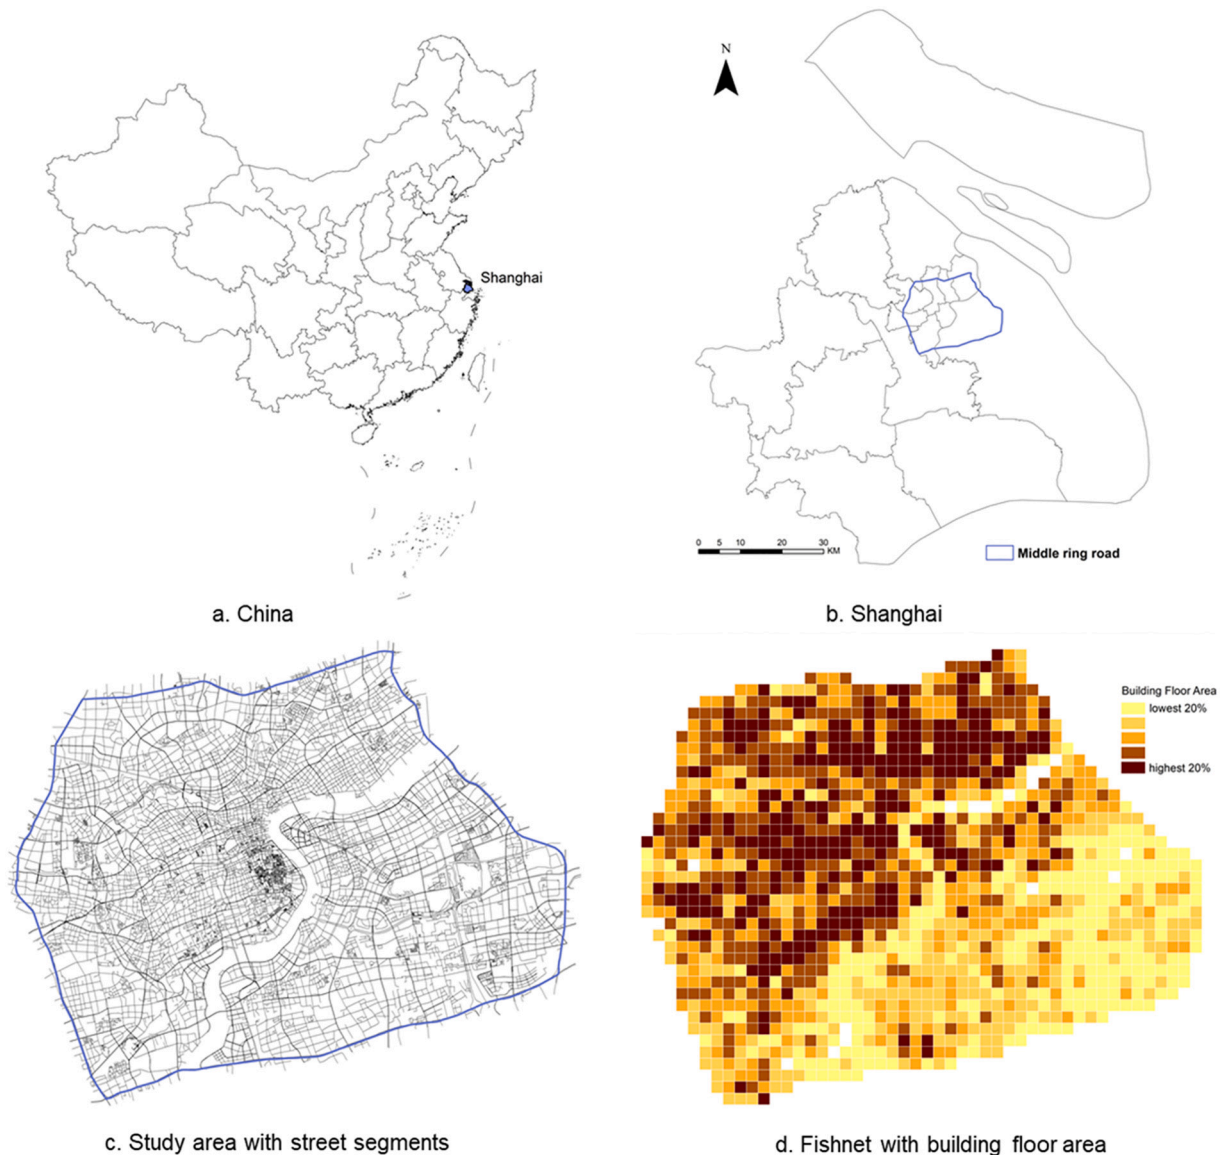 N
Shanghai
0 5 10 20 30
KM
Middle ring road
a. China
b. Shanghai
Building Floor Area
lowest 20%
highest 20%
c. Study area with street segments
d. Fishnet with building floor area